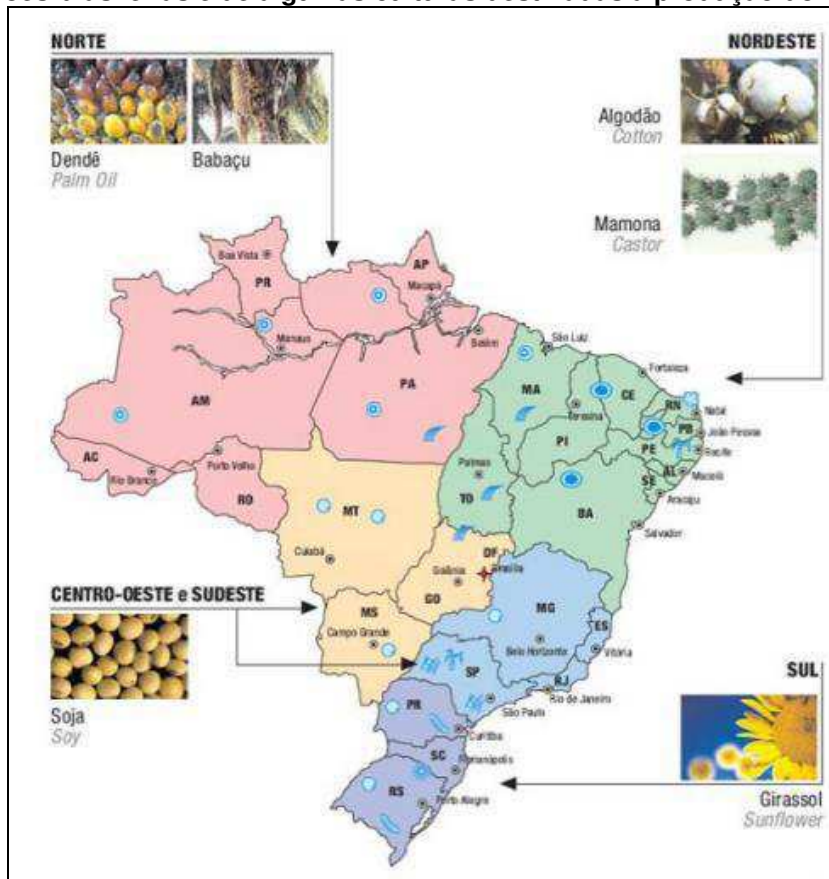 NORTE
Dendê
Palm Oil
Babaçu
NORDESTE
Algodão
Cotton
Mamona
Castor
Boa Vista
PR
AP
Macapá
Manaus
Belém
AM
PA
São Luiz
MA
Fortaleza
CE
Teresina
RN
Natal
PB
João Pessoa
PI
PE
Recife
AC
Rio Branco
Porto Velho
RO
Palmas
TO
AL
Maceió
SE
Aracaju
BA
Salvador
MT
Cuiabá
DF
Brasília
Goiânia
GO
CENTRO-OESTE e SUDESTE
Soja
Soy
MS
Campo Grande
MG
Belo Horizonte
ES
Vitória
SP
São Paulo
RJ
Rio de Janeiro
PR
Curitiba
SC
Florianópolis
RS
Porto Alegre
SUL
Girassol
Sunflower